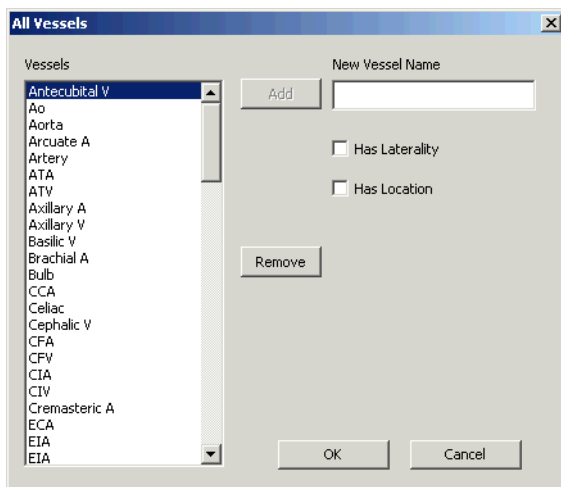 All Vessels
Vessels
New Vessel Name
Antecubital V
Add
Ao
Aorta
Arcuate A
Has Laterality
Artery
ATA
ATV
Has Location
Axillary A
Axillary V
Basilic V
Brachial A
Remove
Bulb
CCA
Celiac
Cephalic V
CFA
CFV
CIA
CIV
Cremasteric A
ECA
EIA
EIA
OK
Cancel